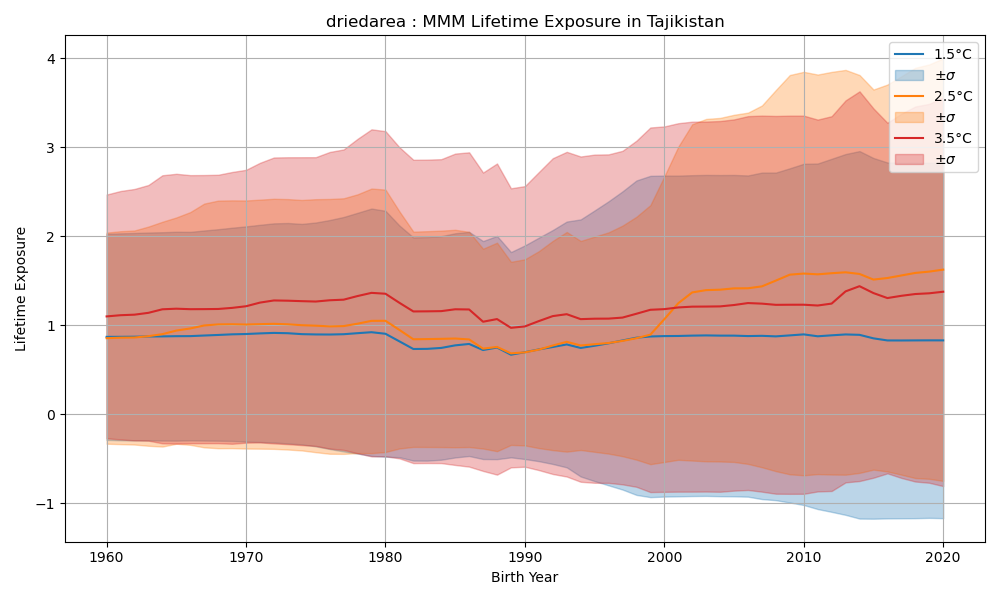 driedarea : MMM Lifetime Exposure in Tajikistan
Lifetime Exposure
4
3
2
1
0
−1
1960
1970
1980
1990
2000
2010
2020
Birth Year
1.5°C
±σ
2.5°C
±σ
3.5°C
±σ